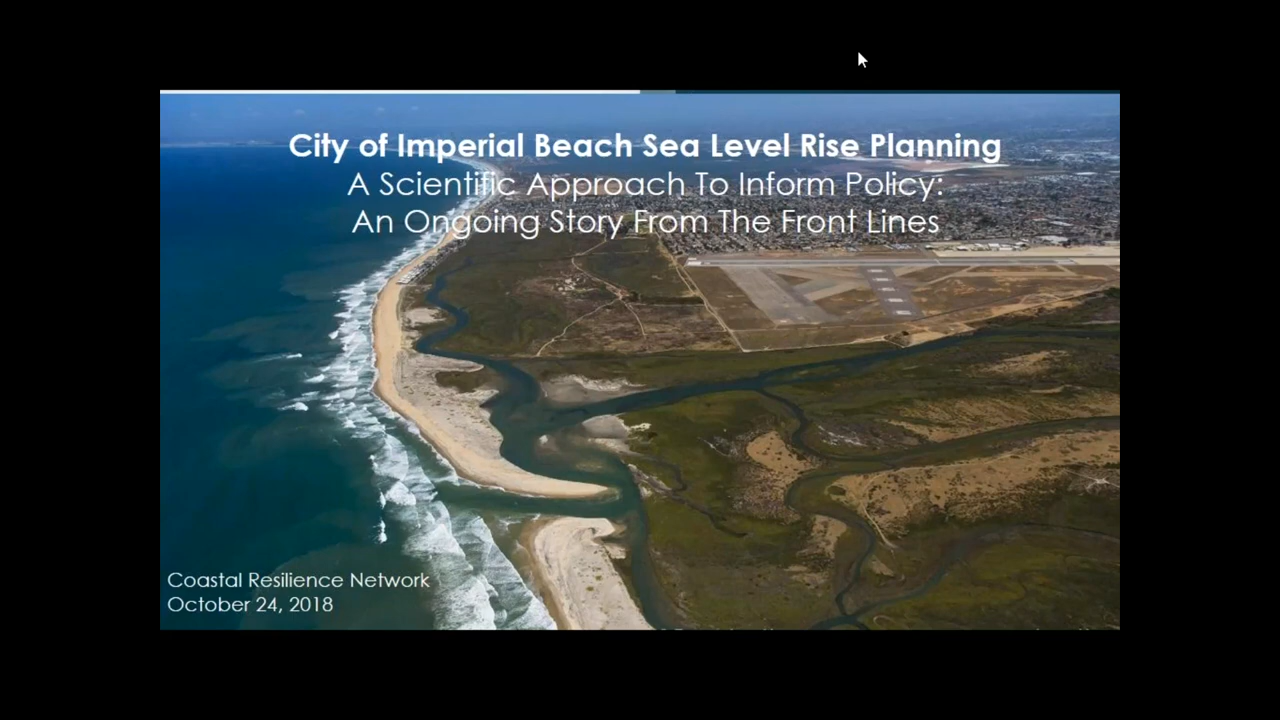 City of Imperial Beach Sea Level Rise Planning
A Scientific Approach To Inform Policy:
An Ongoing Story From The Front Lines
Coastal Resilience Network
October 24, 2018